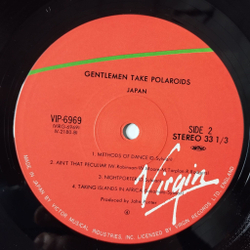 GENTLEMEN TAKE POLAROIDS
JAPAN
VIP-6969
SIDE 2
STEREO 33 1/3
1. METHODS OF DANCE
2. AIN'T THAT PECULIAR
3. NIGHTPORTER
4. TAKING ISLANDS IN AFRICA
Produced by John Punter
Virgin
MADE IN JAPAN BY VICTOR MUSICAL INDUSTRIES, INC. LICENSED BY VIRGIN RECORDS LTD.